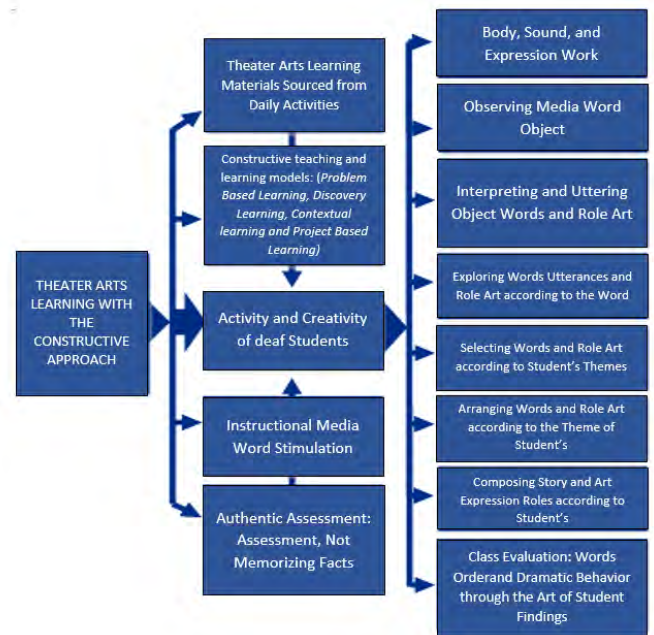 THEATER ARTS
LEARNING WITH
THE
CONSTRUCTIVE
APPROACH
Theater Arts Learning
Materials Sourced from
Daily Activities
Constructive teaching and
learning models: (Problem
Based Learning, Discovery
Learning, Contextual
learning and Project Based
Learning)
Activity and Creativity
of deaf Students
Instructional Media
Word Stimulation
Authentic Assessment:
Assessment, Not
Memorizing Facts
Body, Sound, and
Expression Work
Observing Media Word
Object
Interpreting and Uttering
Object Words and Role Art
Exploring Words Utterances and
Role Art according to the Word
Selecting Words and Role Art
according to Student's Themes
Arranging Words and Role Art
according to the Theme of
Student's
Composing Story and Art
Expression Roles according to
Student's
Class Evaluation: Words
Orderand Dramatic Behavior
through the Art of Student
Findings